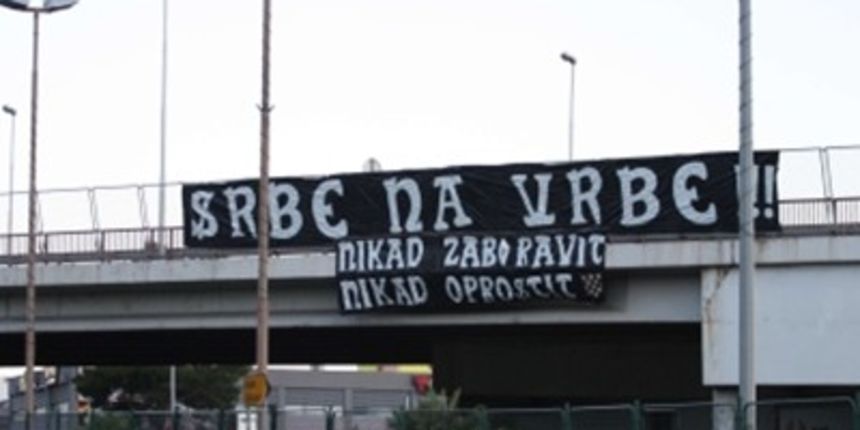 SRBE NA VRBE!!
NIKAD ZABORAVIT
NIKAD OPROSTIT